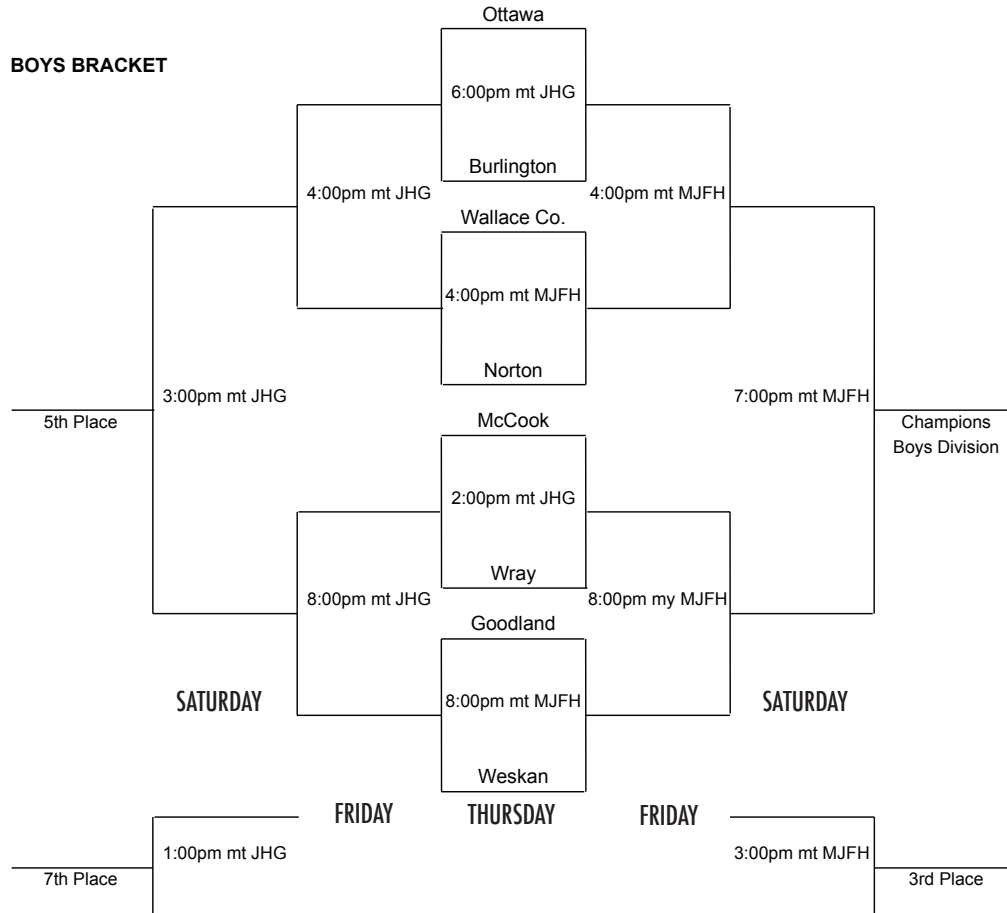 Ottawa
BOYS BRACKET
6:00pm mt JHG
Burlington
4:00pm mt JHG
4:00pm mt MJFH
Wallace Co.
4:00pm mt MJFH
Norton
3:00pm mt JHG
7:00pm mt MJFH
5th Place
McCook
Champions
Boys Division
2:00pm mt JHG
Wray
8:00pm mt JHG
8:00pm my MJFH
Goodland
SATURDAY
8:00pm mt MJFH
SATURDAY
Weskan
FRIDAY
THURSDAY
FRIDAY
1:00pm mt JHG
3:00pm mt MJFH
7th Place
3rd Place